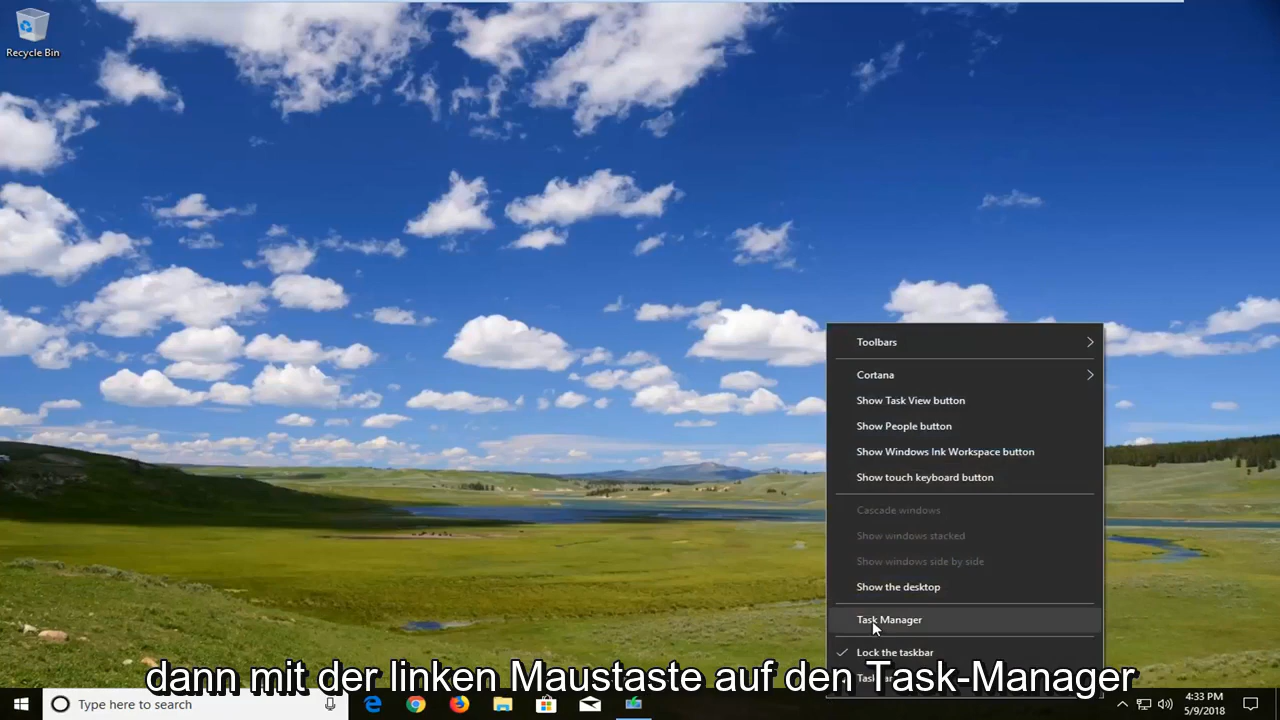 Recycle Bin
Toolbars
Cortana
Show Task View button
Show People button
Show Windows Ink Workspace button
Show touch keyboard button
Cascade windows
Show windows stacked
Show windows side by side
Show the desktop
Task Manager
Lock the taskbar
dann mit der linken Maustaste auf den Task-Manager
Type here to search
4:33 PM
5/9/2018